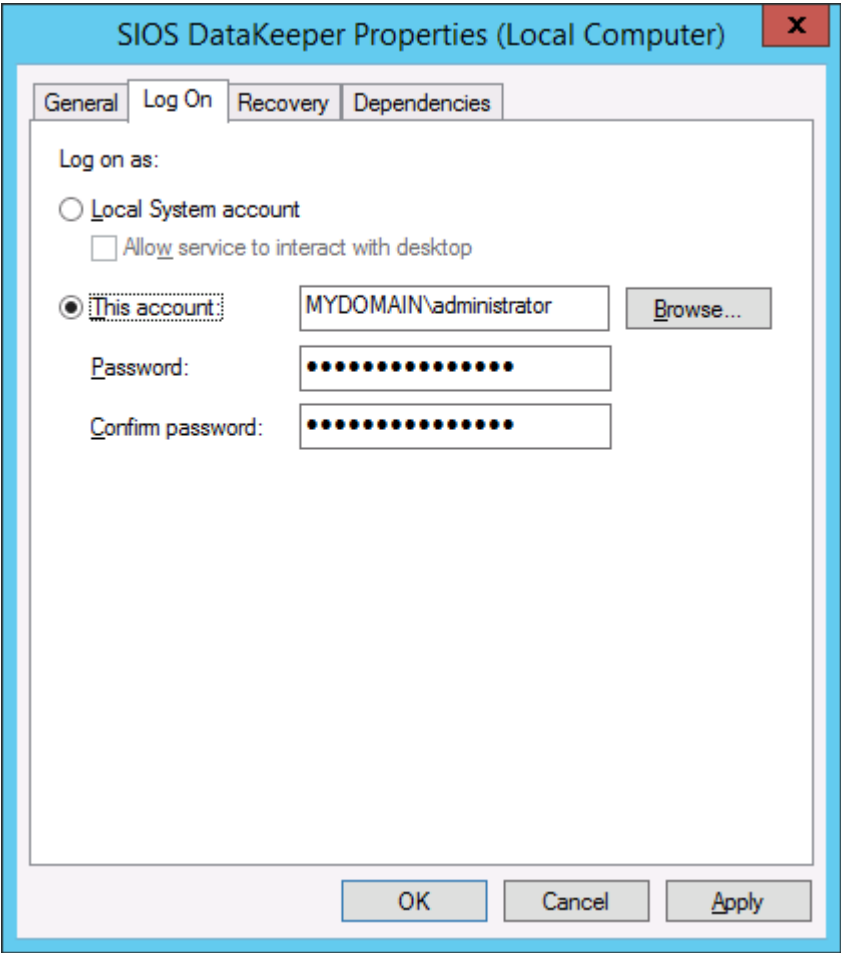 SIOS DataKeeper Properties (Local Computer)
x
General Log On Recovery Dependencies
Log on as:
Local System account
Allow service to interact with desktop
This account: MYDOMAIN\administrator Browse...
Password: •••••••••••••••
Confirm password: •••••••••••••••
OK Cancel Apply